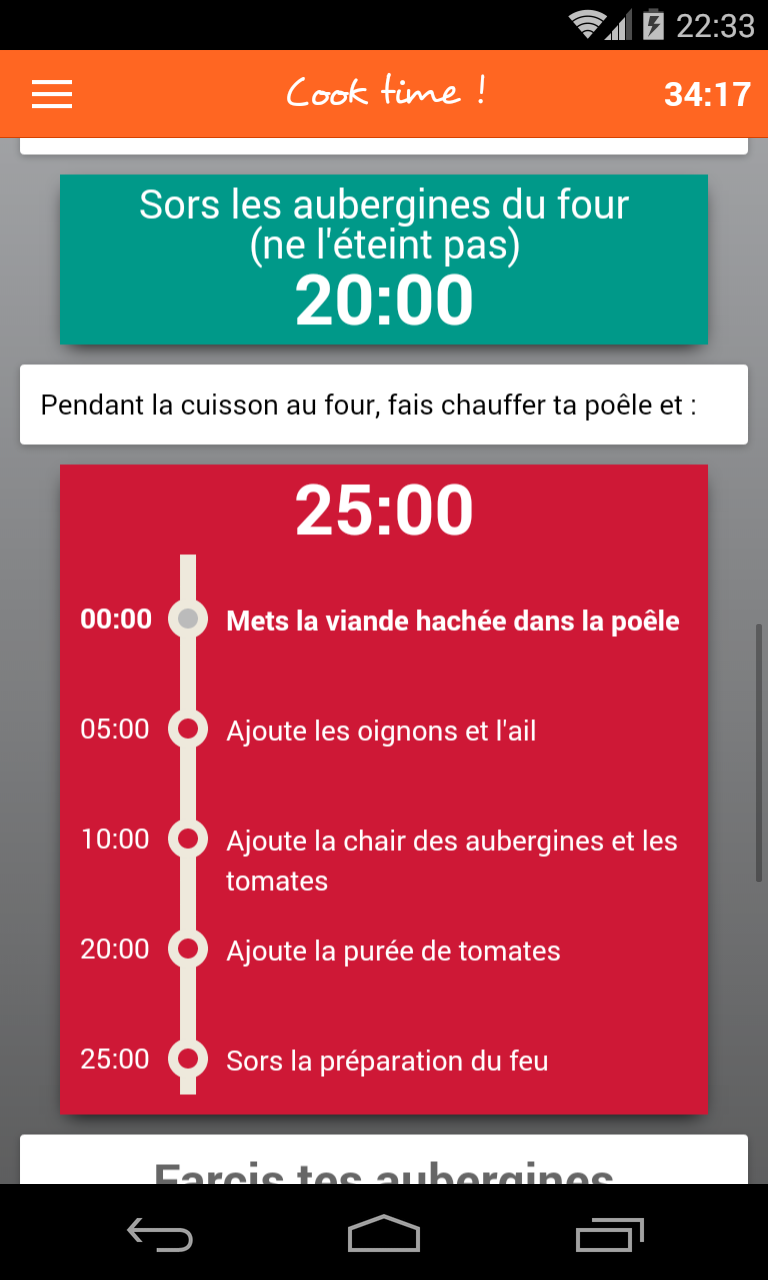 22:33
Cook time !
34:17
Sors les aubergines du four
(ne l'éteint pas)
20:00
Pendant la cuisson au four, fais chauffer ta poêle et :
25:00
00:00 Mets la viande hachée dans la poêle
05:00 Ajoute les oignons et l'ail
10:00 Ajoute la chair des aubergines et les
tomates
20:00 Ajoute la purée de tomates
25:00 Sors la préparation du feu
Farcis tes aubergines